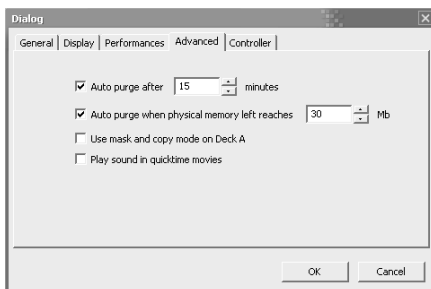 Dialog
General Display Performances Advanced Controller
Auto purge after 15 minutes
Auto purge when physical memory left reaches 30 Mb
Use mask and copy mode on Deck A
Play sound in quicktime movies
OK Cancel